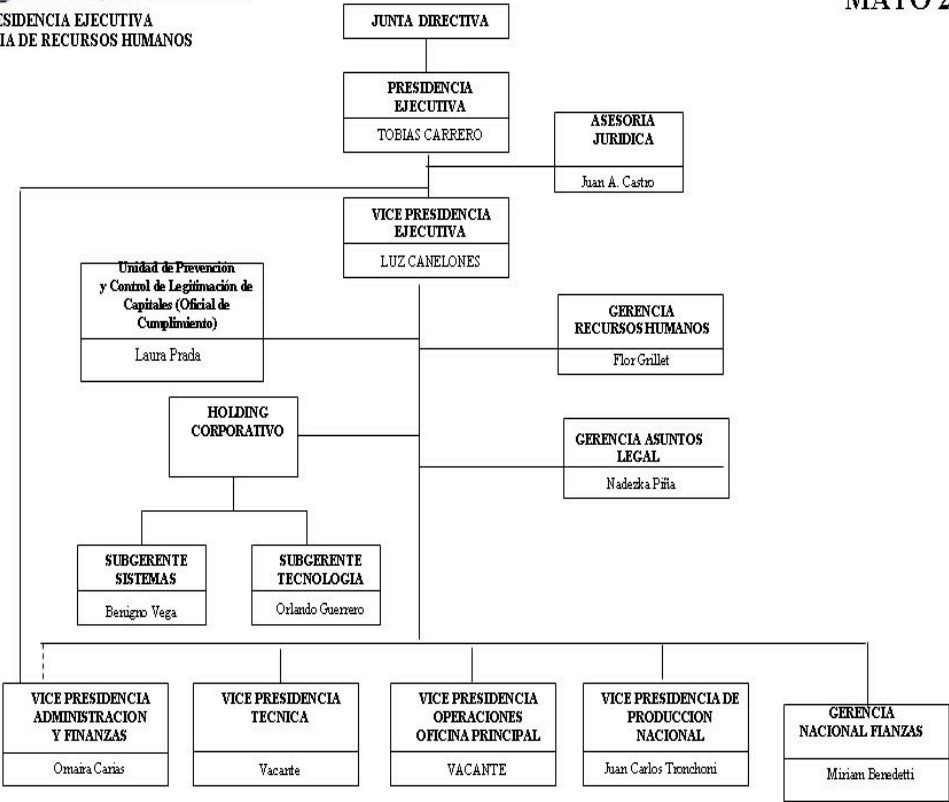 ESIDENCIA EJECUTIVA
IA DE RECURSOS HUMANOS
MAYO 2
JUNTA DIRECTIVA
PRESIDENCIA
EJECUTIVA
TOBIAS CARRERO
ASESORIA
JURIDICA
Juan A. Castro
VICE PRESIDENCIA
EJECUTIVA
LUZ CANELONES
Unidad de Prevención
y Control de Legitimación de
Capitales (Oficial de
Cumplimiento)
Laura Prada
GERENCIA
RECURSOS HUMANOS
Flor Grillet
HOLDING
CORPORATIVO
GERENCIA ASUNTOS
LEGAL
Nadezka Piña
SUBGERENTE
SISTEMAS
Benigno Vega
SUBGERENTE
TECNOLOGIA
Orlando Guerrero
VICE PRESIDENCIA
ADMINISTRACION
Y FINANZAS
Omaira Carias
VICE PRESIDENCIA
TECNICA
Vacante
VICE PRESIDENCIA
OPERACIONES
OFICINA PRINCIPAL
VACANTE
VICE PRESIDENCIA DE
PRODUCCION
NACIONAL
Juan Carlos Tronchoni
GERENCIA
NACIONAL FIANZAS
Miriam Benedetti